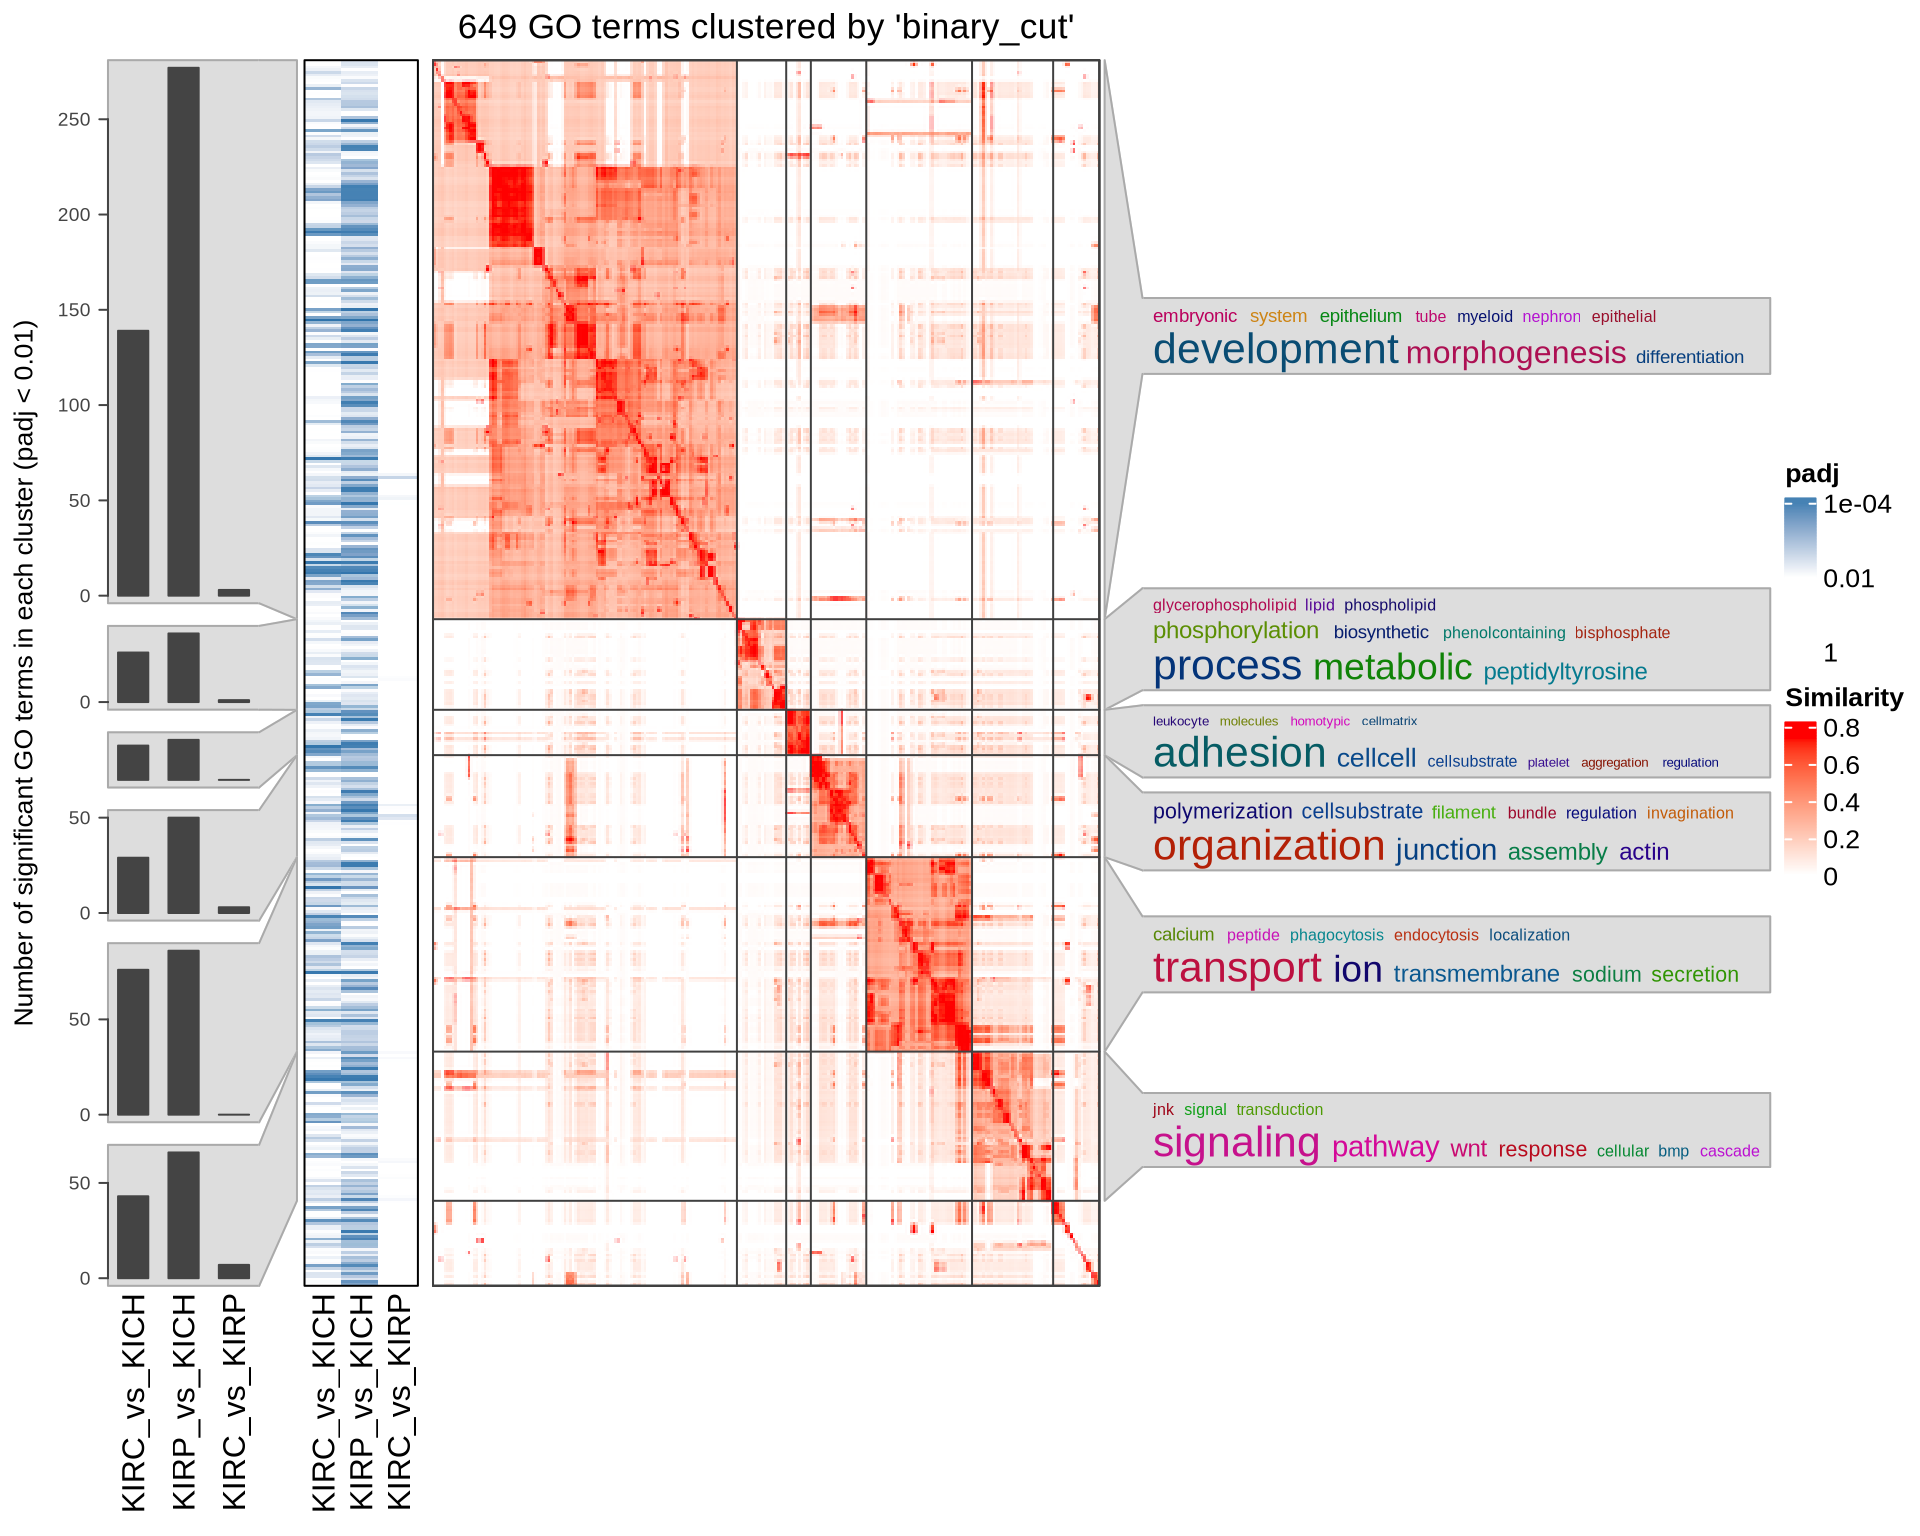 649 GO terms clustered by 'binary_cut'
Number of significant GO terms in each cluster (padj < 0.01)
250
200
150
100
50
0
0
50
0
50
0
50
0
KIRC_vs_KICH
KIRP_vs_KICH
KIRC_vs_KIRP
KIRC_vs_KICH
KIRP_vs_KICH
KIRC_vs_KIRP
embryonic system epithelium tube myeloid nephron epithelial
development morphogenesis differentiation
glycerophospholipid lipid phospholipid
phosphorylation biosynthetic phenolcontaining bisphosphate
process metabolic peptidyltyrosine
leukocyte molecules homotypic cellmatrix
adhesion cellcell cellsubstrate platelet aggregation regulation
polymerization cellsubstrate filament bundle regulation invagination
organization junction assembly actin
calcium peptide phagocytosis endocytosis localization
transport ion transmembrane sodium secretion
jnk signal transduction
signaling pathway wnt response cellular bmp cascade
padj
1e-04
0.01
1
Similarity
0.8
0.6
0.4
0.2
0